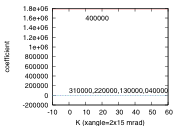 1.8e+06
1.6e+06
1.4e+06
1.2e+06
1e+06
800000
600000
400000
200000
0
-200000
400000
310000,220000,130000,040000
-10 0 10 20 30 40 50 60
K (xangle=2x15 mrad)
coefficient